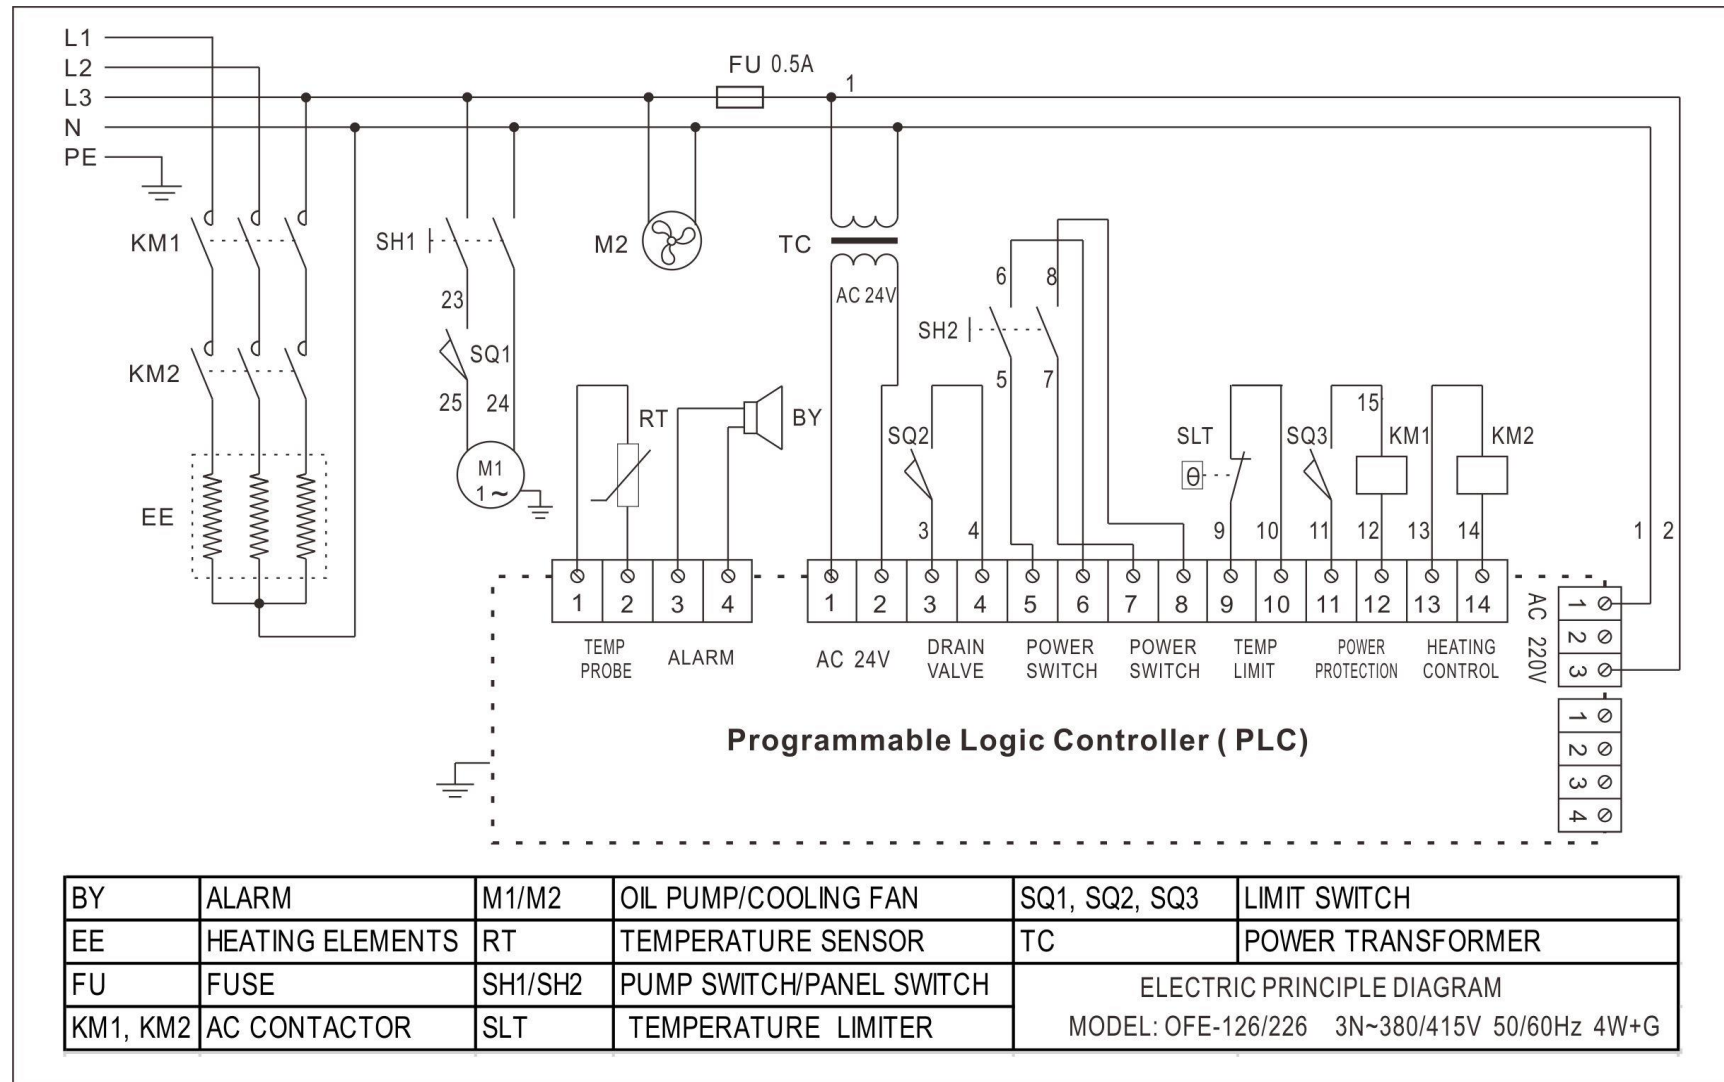 L1
L2
L3
N
PE
FU 0.5A
1
KM1
SH1
M2
TC
AC 24V
6
8
23
SH2
KM2
SQ1
5
7
25
24
RT
BY
15
SQ2
SLT
SQ3
KM1
KM2
M1
1~
θ
EE
3
4
9
10
11
12
13
14
1
2
1 2 3 4
1 2 3 4 5 6 7 8 9 10 11 12 13 14
TEMP PROBE
ALARM
AC 24V
DRAIN VALVE
POWER SWITCH
POWER SWITCH
TEMP LIMIT
POWER PROTECTION
HEATING CONTROL
AC 220V
1
2
3
1
2
3
4
Programmable Logic Controller ( PLC)
BY ALARM M1/M2 OIL PUMP/COOLING FAN SQ1, SQ2, SQ3 LIMIT SWITCH
EE HEATING ELEMENTS RT TEMPERATURE SENSOR TC POWER TRANSFORMER
FU FUSE SH1/SH2 PUMP SWITCH/PANEL SWITCH ELECTRIC PRINCIPLE DIAGRAM
KM1, KM2 AC CONTACTOR SLT TEMPERATURE LIMITER MODEL: OFE-126/226 3N~380/415V 50/60Hz 4W+G